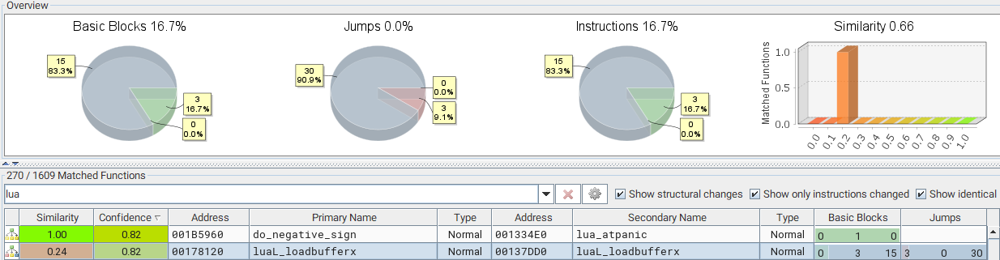 Overview
Basic Blocks 16.7%
Jumps 0.0%
Instructions 16.7%
Similarity 0.66
15
83.3%
3
16.7%
0
0.0%
30
90.9%
0
0.0%
3
9.1%
15
83.3%
3
16.7%
0
0.0%
Matched Functions
1.0
0.5
0.0
0.0 0.1 0.2 0.3 0.4 0.5 0.6 0.7 0.8 0.9 1.0
270 / 1609 Matched Functions
lua
Show structural changes Show only instructions changed Show identical
Similarity Confidence Address Primary Name Type Address Secondary Name Type Basic Blocks Jumps
1.00 0.82 001B5960 do_negative_sign Normal 001334E0 lua_atpanic Normal 0 1 0
0.24 0.82 00178120 luaL_loadbufferx Normal 00137DD0 luaL_loadbufferx Normal 0 3 15 3 0 30